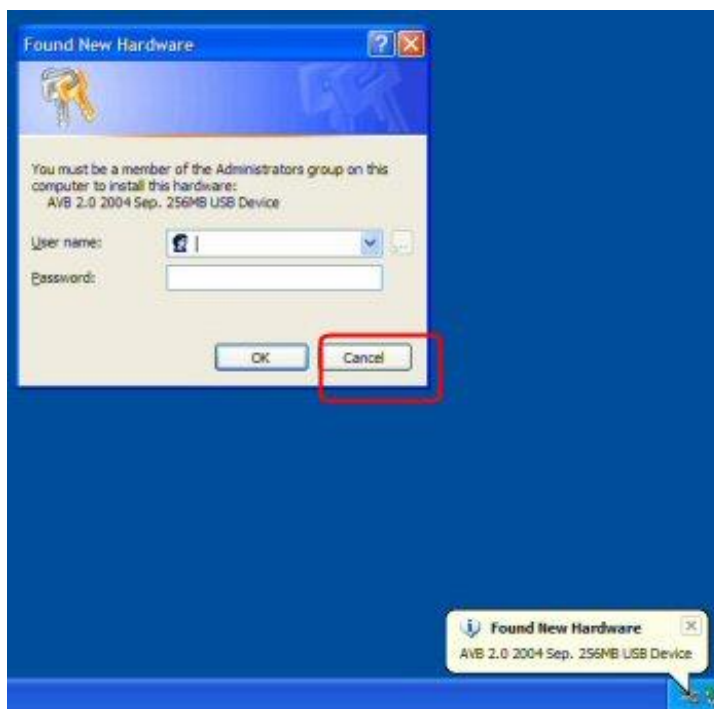 Found New Hardware
You must be a member of the Administrators group on this
computer to install this hardware:
AVB 2.0 2004 Sep. 256MB USB Device
User name:
Password:
OK
Cancel
Found New Hardware
AVB 2.0 2004 Sep. 256MB USB Device